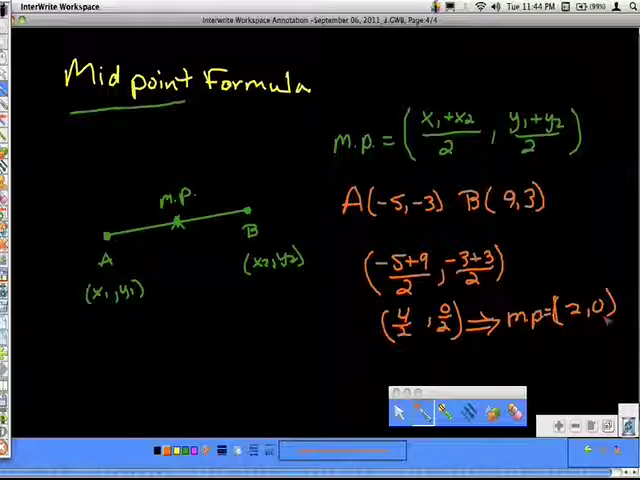 InterWrite Workspace
Tue 11:44 PM (99%)
InterWrite Workspace Annotation -September 06, 2011_J.GWB, Page:4/4
Midpoint Formula
m.p. = (x₁+x₂/2, y₁+y₂/2)
A(-5,-3) B(9,3)
m.p.
A
B
(x₁,y₁)
(x₂,y₂)
(-5+9/2, -3+3/2)
(4/2, 0/2) ⇒ m.p=(2,0)